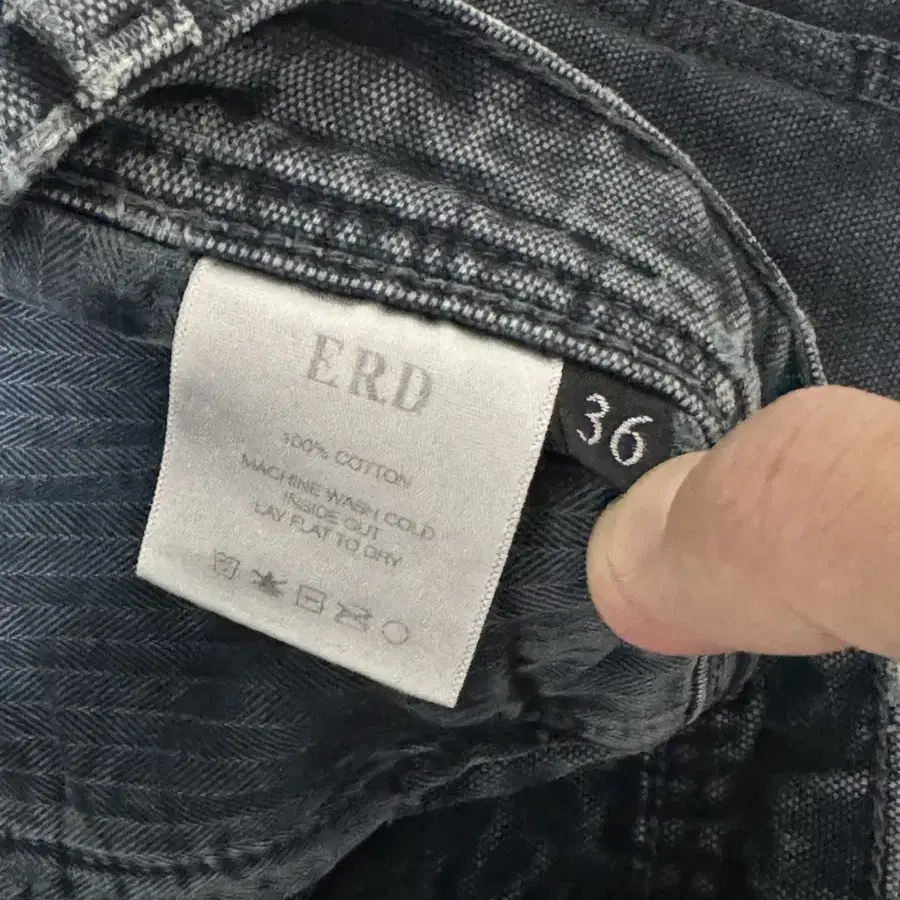 ERD
36
100% COTTON
MACHINE WASH COLD
INSIDE OUT
LAY FLAT TO DRY